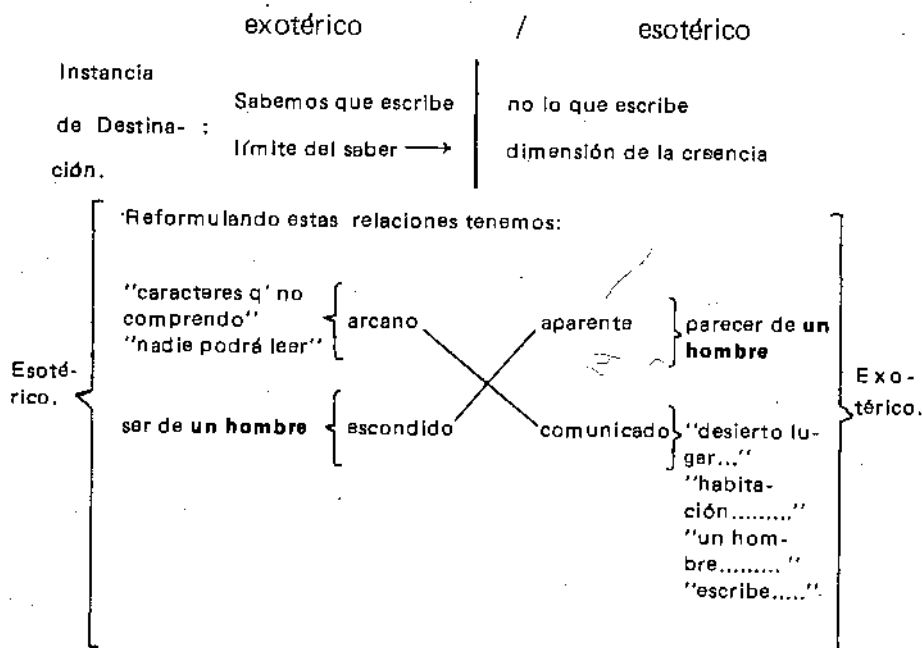 exotérico / esotérico
Instancia
de Destina- :
ción.
Sabemos que escribe
límite del saber →
no lo que escribe
dimensión de la creencia
Reformulando estas relaciones tenemos:
Esoté-
rico.
"caracteres q' no
comprendo"
"nadie podrá leer"
arcano
ser de un hombre
escondido
aparente
parecer de un
hombre
comunicado
"desierto lu-
gar..."
"habita-
ción........."
"un hom-
bre......... "
"escribe....."
Exo-
térico.